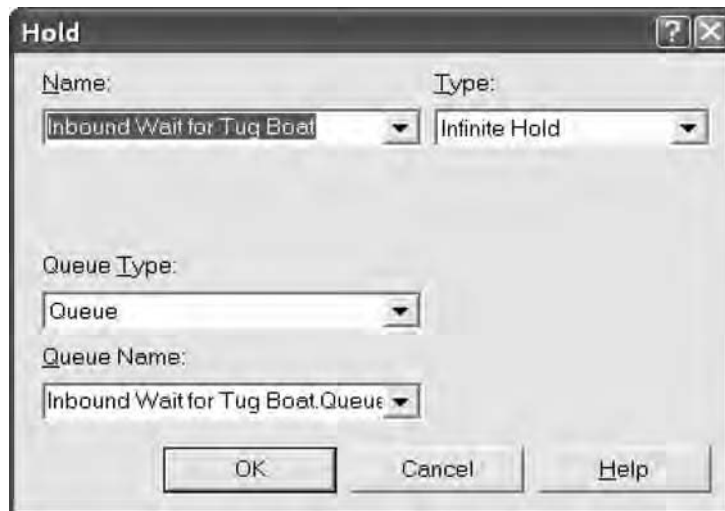 Hold
Name: Type:
Inbound Wait for Tug Boat Infinite Hold
Queue Type:
Queue
Queue Name:
Inbound Wait for Tug Boat.Queue
OK Cancel Help